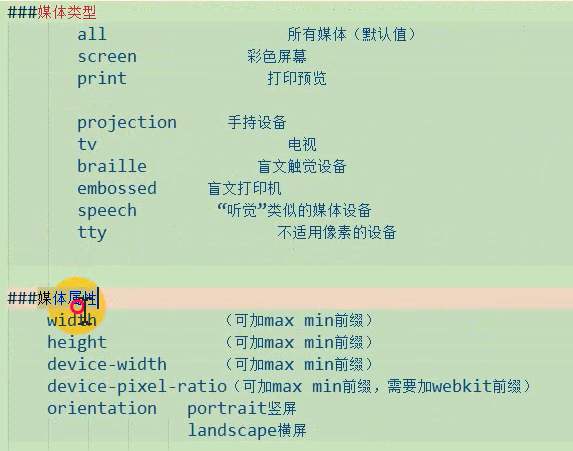 ###媒体类型
all 所有媒体（默认值）
screen 彩色屏幕
print 打印预览
projection 手持设备
tv 电视
braille 盲文触觉设备
embossed 盲文打印机
speech “听觉”类似的媒体设备
tty 不适用像素的设备
###媒体属性
width （可加max min前缀）
height （可加max min前缀）
device-width （可加max min前缀）
device-pixel-ratio（可加max min前缀，需要加webkit前缀）
orientation portrait竖屏
landscape横屏